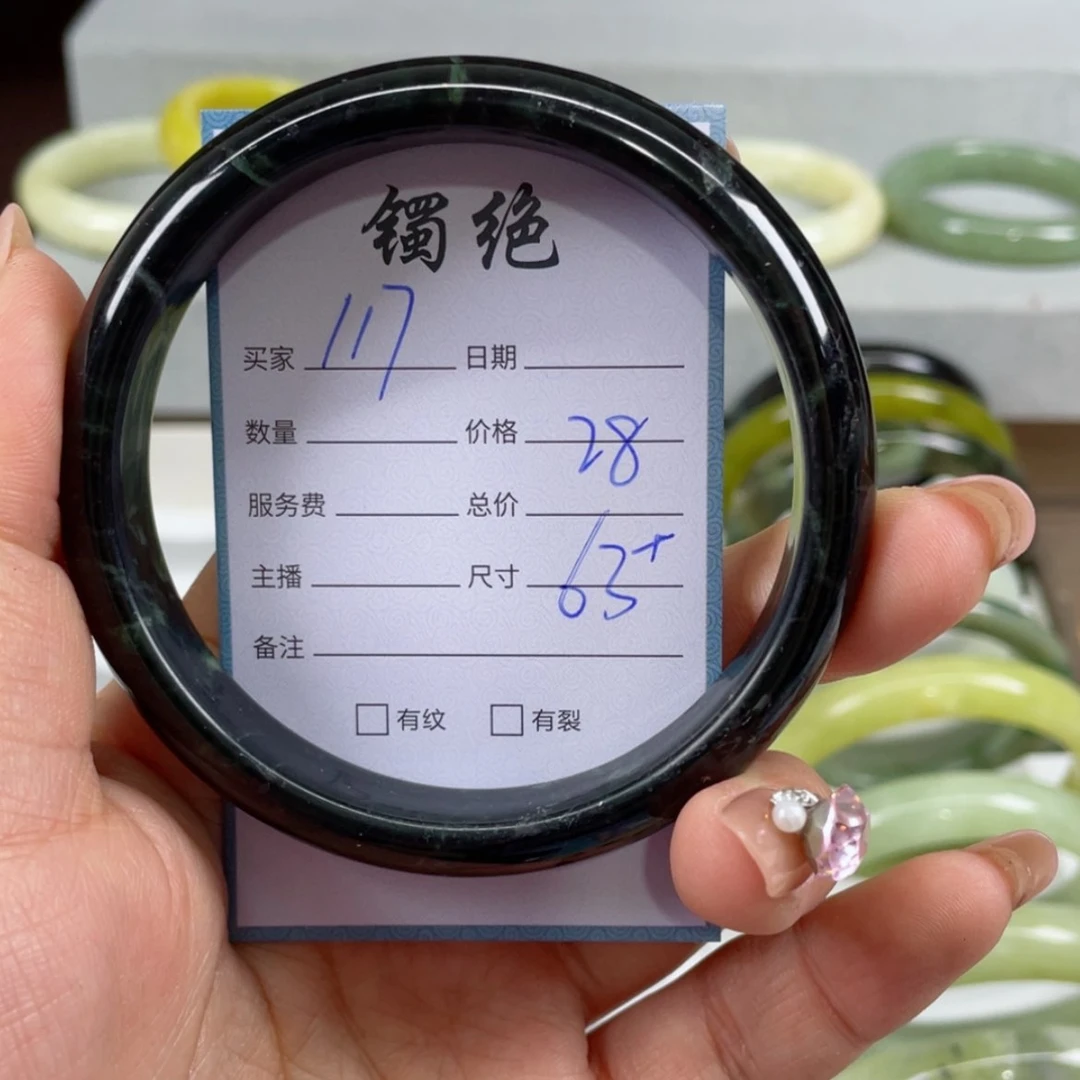 镯绝
买家 117 日期
数量 价格 28
服务费 总价
主播 尺寸 63+
备注
有纹 有裂